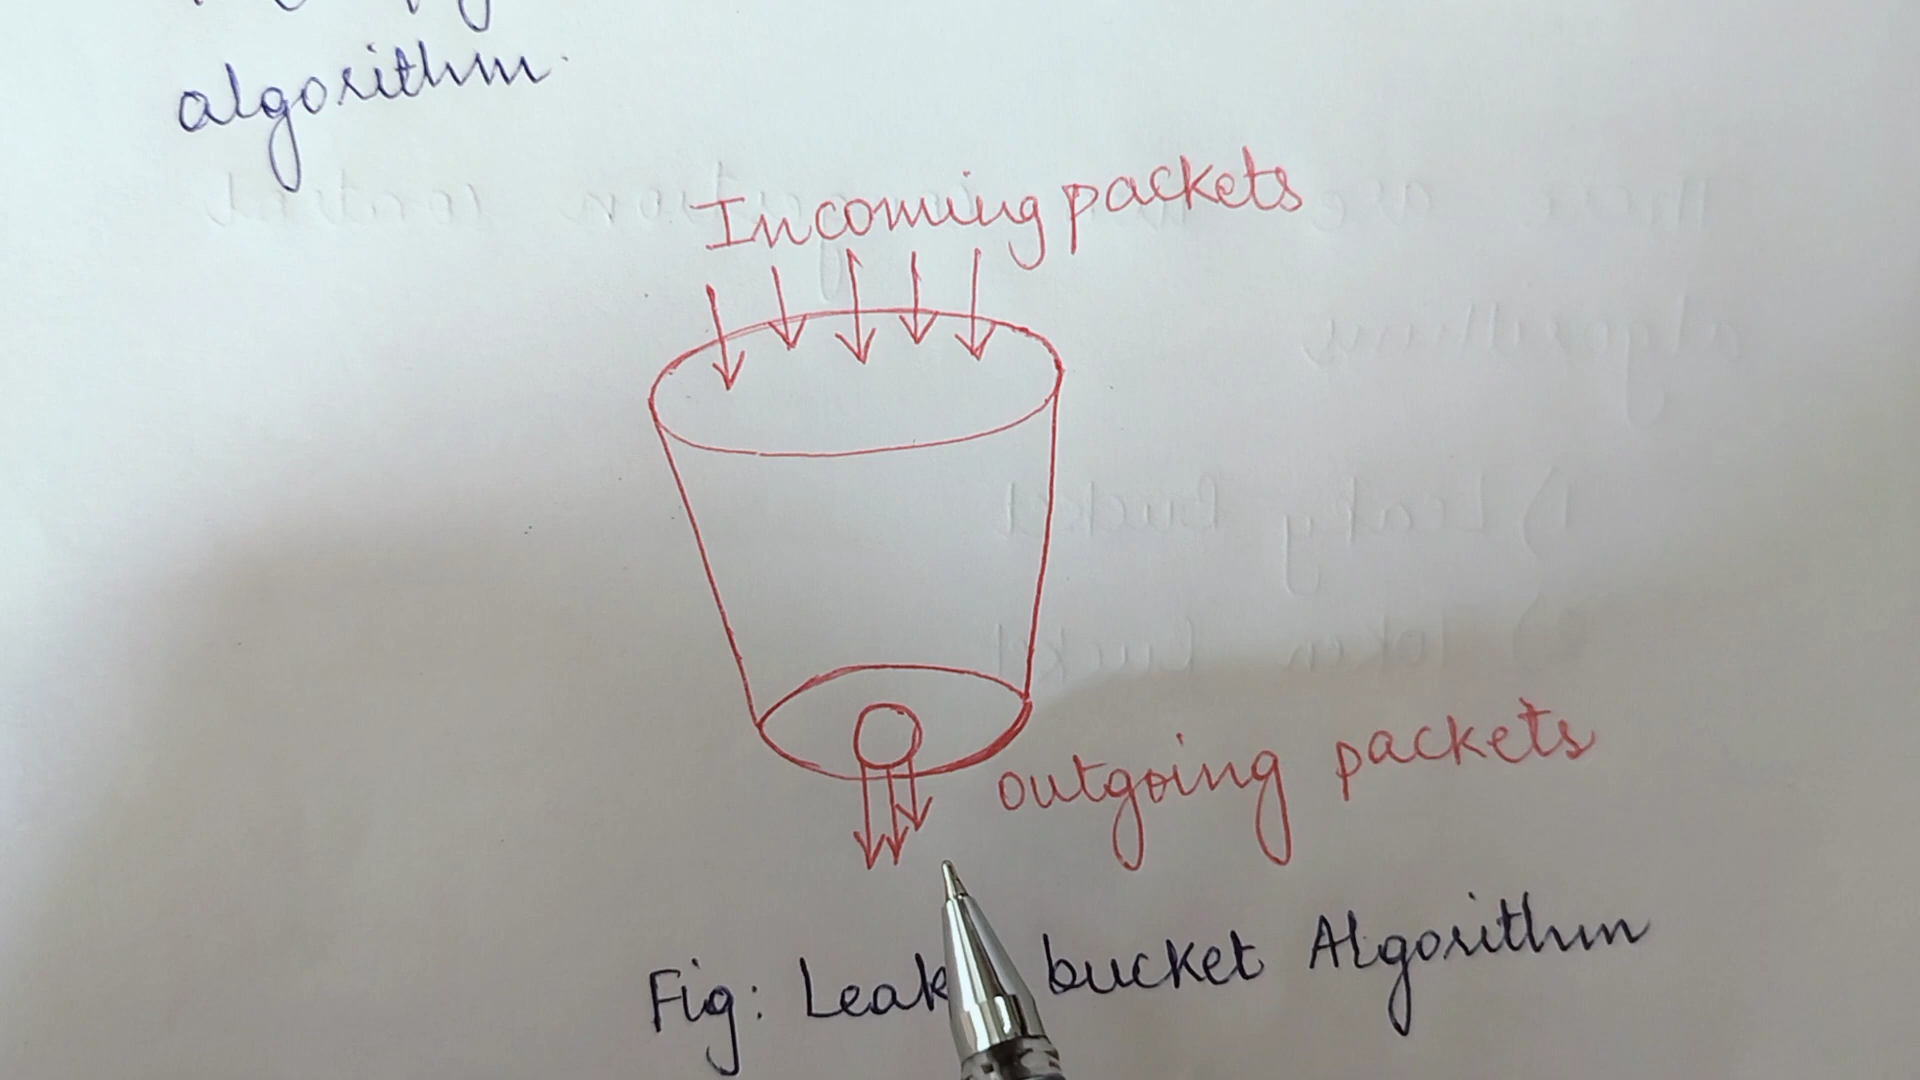 algorithm.
Incoming packets
outgoing packets
Fig: Leak bucket Algorithm